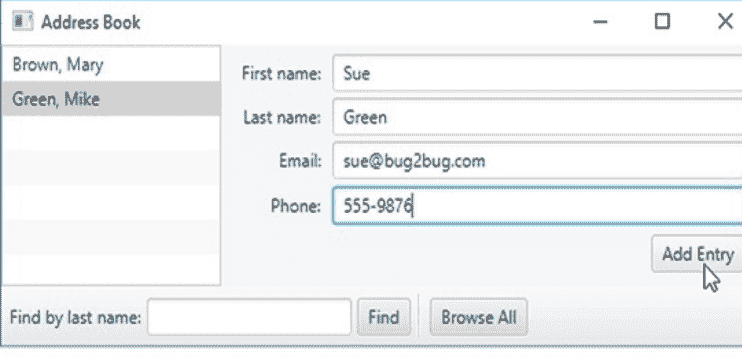 Address Book
Brown, Mary
Green, Mike
First name: Sue
Last name: Green
Email: sue@bug2bug.com
Phone: 555-9876
Add Entry
Find by last name: Find Browse All